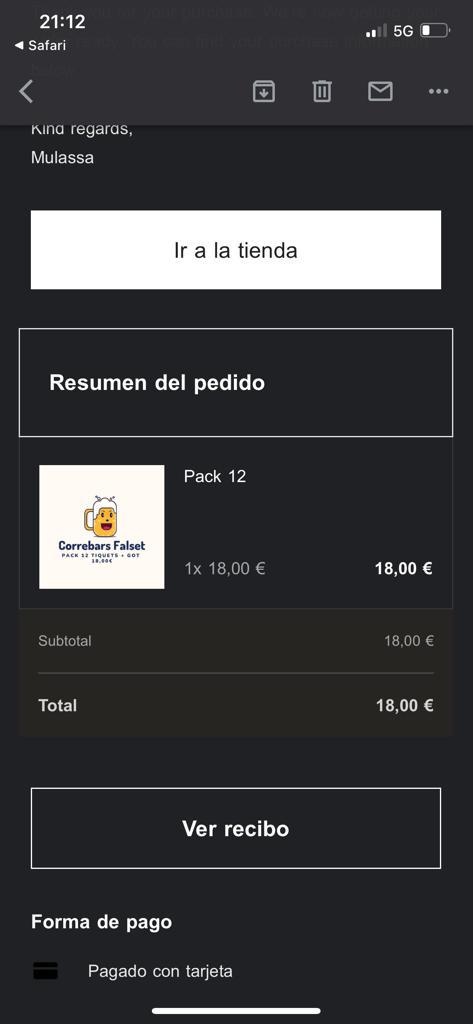 21:12
5G
◀ Safari
Kind regards,
Mulassa
Ir a la tienda
Resumen del pedido
Pack 12
Correbars Falset
PACK 12 TIQUETS + GOT
18,00€
1x 18,00 €
18,00 €
Subtotal
18,00 €
Total
18,00 €
Ver recibo
Forma de pago
Pagado con tarjeta